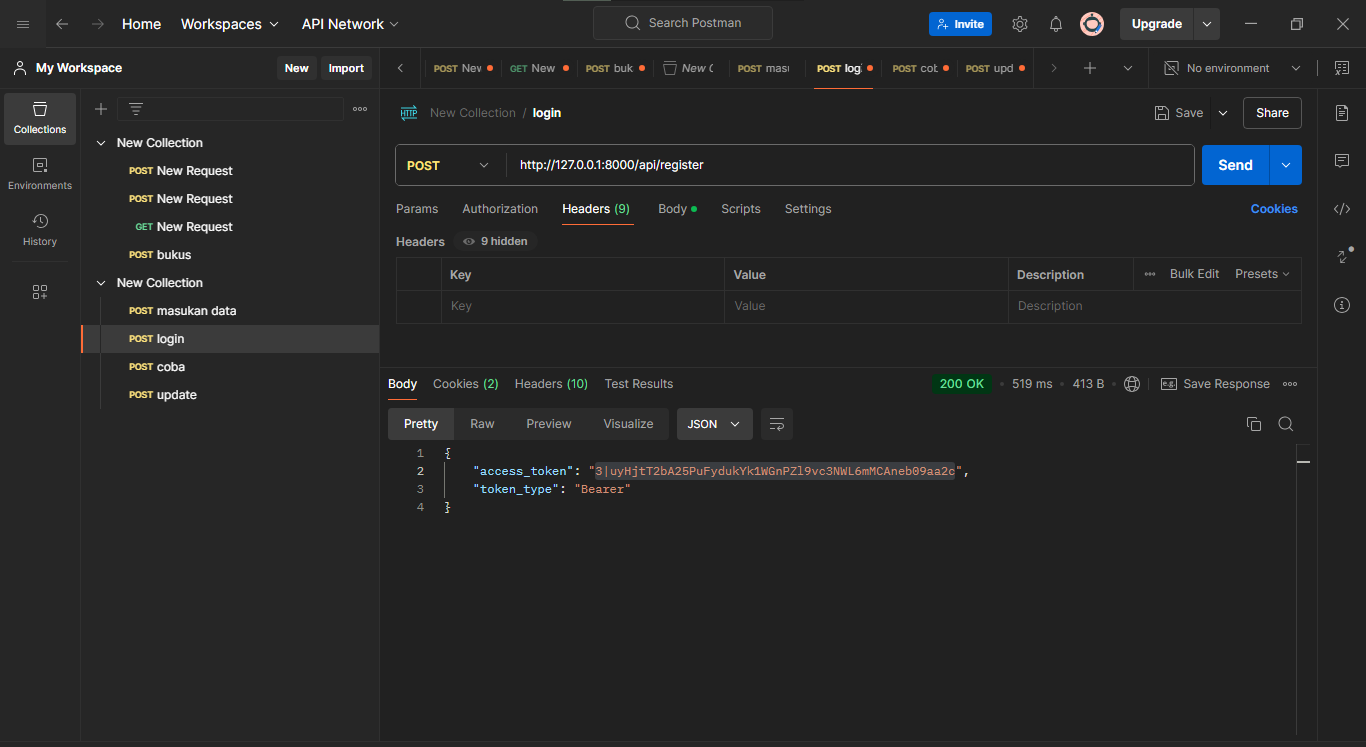 Home Workspaces API Network Search Postman Invite Upgrade
My Workspace New Import
POST New GET New POST buk New C POST masu POST log POST cob POST upd No environment
Collections
Environments
History
New Collection
POST New Request
POST New Request
GET New Request
POST bukus
New Collection
POST masukan data
POST login
POST coba
POST update
HTTP New Collection / login Save Share
POST http://127.0.0.1:8000/api/register Send
Params Authorization Headers (9) Body Scripts Settings Cookies
Headers 9 hidden
Key Value Description Bulk Edit Presets
Key Value Description
Body Cookies (2) Headers (10) Test Results 200 OK 519 ms 413 B e.g. Save Response
Pretty Raw Preview Visualize JSON
1 {
2 "access_token": "3|uyHjtT2bA25PuFydukYk1WGnPZl9vc3NWL6mMCAneb09aa2c",
3 "token_type": "Bearer"
4 }